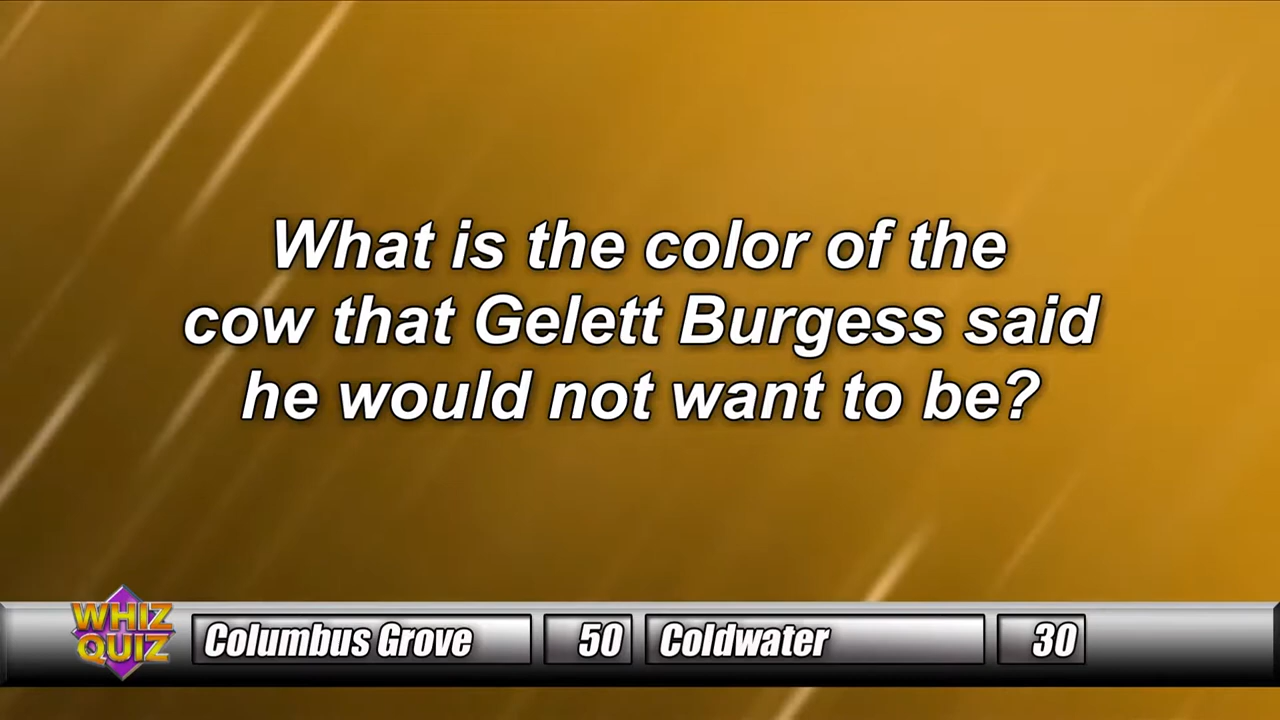 What is the color of the
cow that Gelett Burgess said
he would not want to be?
WHIZ
QUIZ
Columbus Grove 50 Coldwater 30